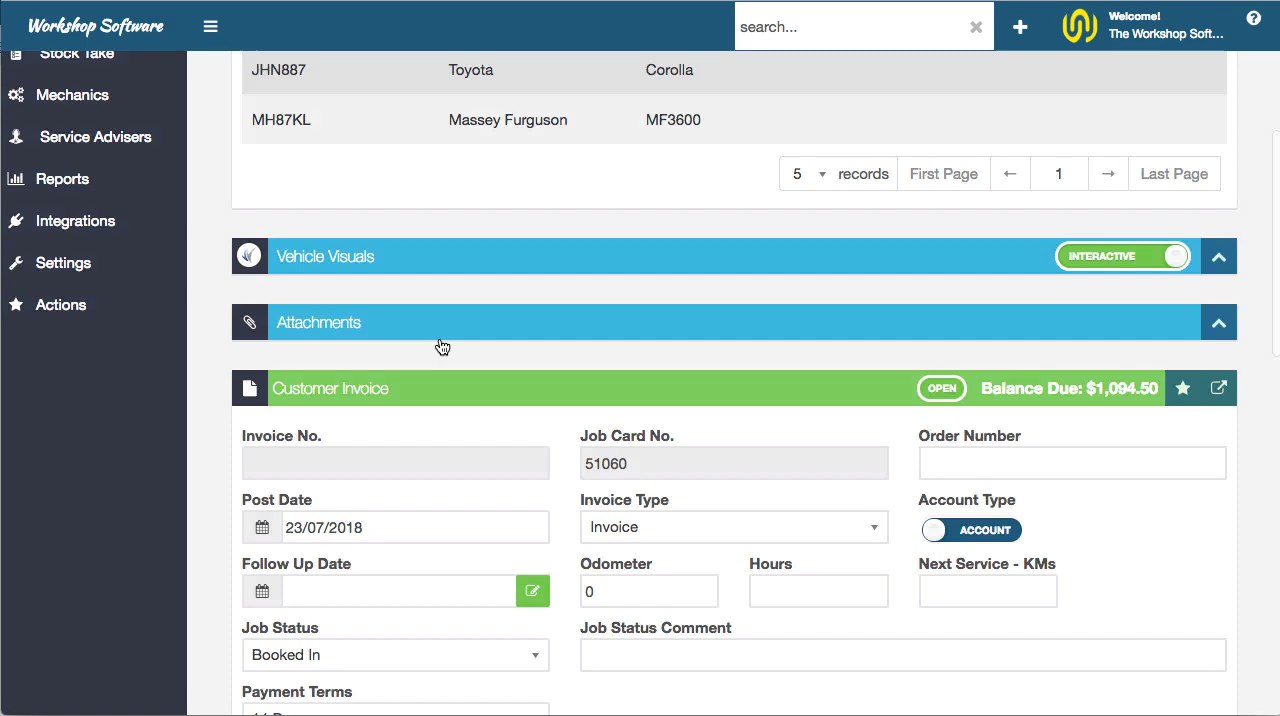 Workshop Software
search...
Welcome!
The Workshop Soft...
Stock Take
Mechanics
Service Advisers
Reports
Integrations
Settings
Actions
JHN887 Toyota Corolla
MH87KL Massey Furguson MF3600
5 records First Page ← 1 → Last Page
Vehicle Visuals INTERACTIVE
Attachments
Customer Invoice OPEN Balance Due: $1,094.50
Invoice No. Job Card No. Order Number
51060
Post Date Invoice Type Account Type
23/07/2018 Invoice ACCOUNT
Follow Up Date Odometer Hours Next Service - KMs
0
Job Status Job Status Comment
Booked In
Payment Terms